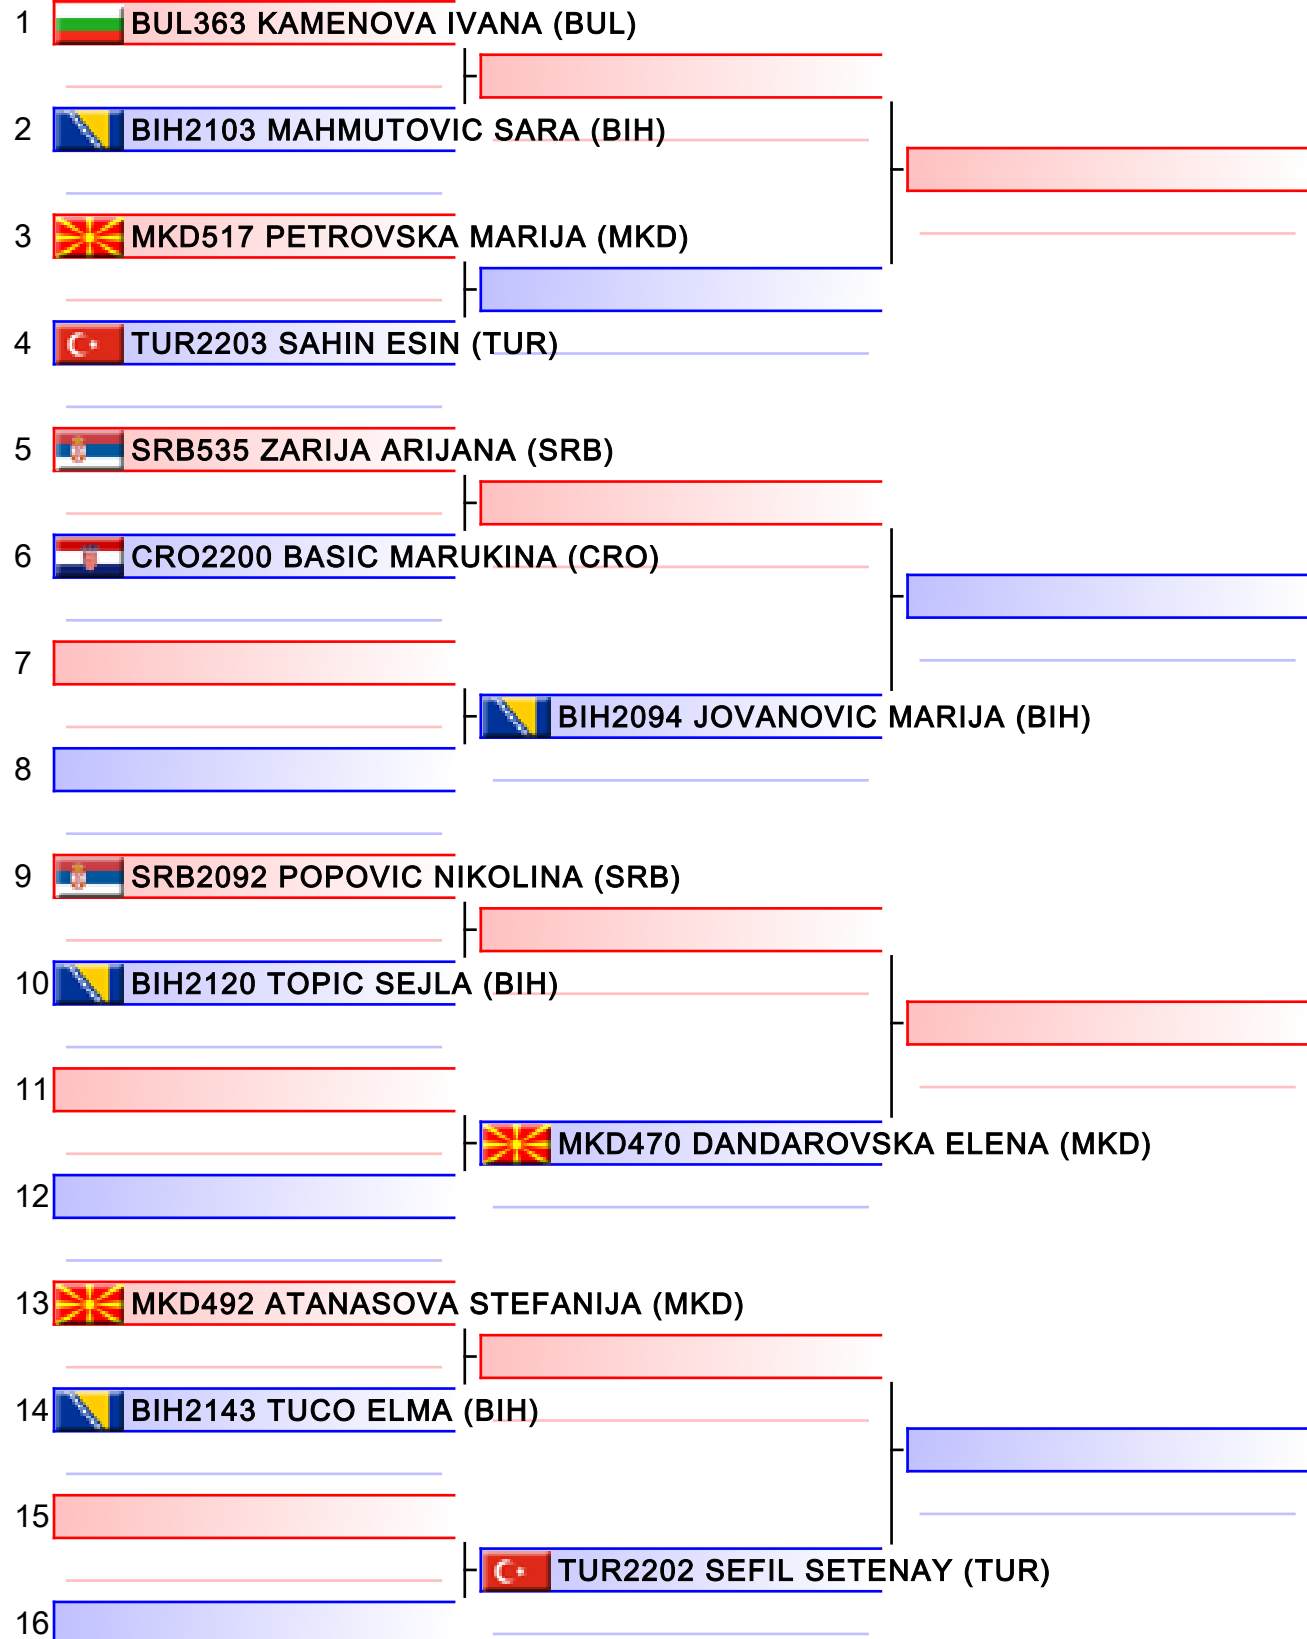 1 BUL363 KAMENOVA IVANA (BUL)
2 BIH2103 MAHMUTOVIC SARA (BIH)
3 MKD517 PETROVSKA MARIJA (MKD)
4 TUR2203 SAHIN ESIN (TUR)
5 SRB535 ZARIJA ARIJANA (SRB)
6 CRO2200 BASIC MARUKINA (CRO)
7
BIH2094 JOVANOVIC MARIJA (BIH)
8
9 SRB2092 POPOVIC NIKOLINA (SRB)
10 BIH2120 TOPIC SEJLA (BIH)
11
MKD470 DANDAROVSKA ELENA (MKD)
12
13 MKD492 ATANASOVA STEFANIJA (MKD)
14 BIH2143 TUCO ELMA (BIH)
15
TUR2202 SEFIL SETENAY (TUR)
16